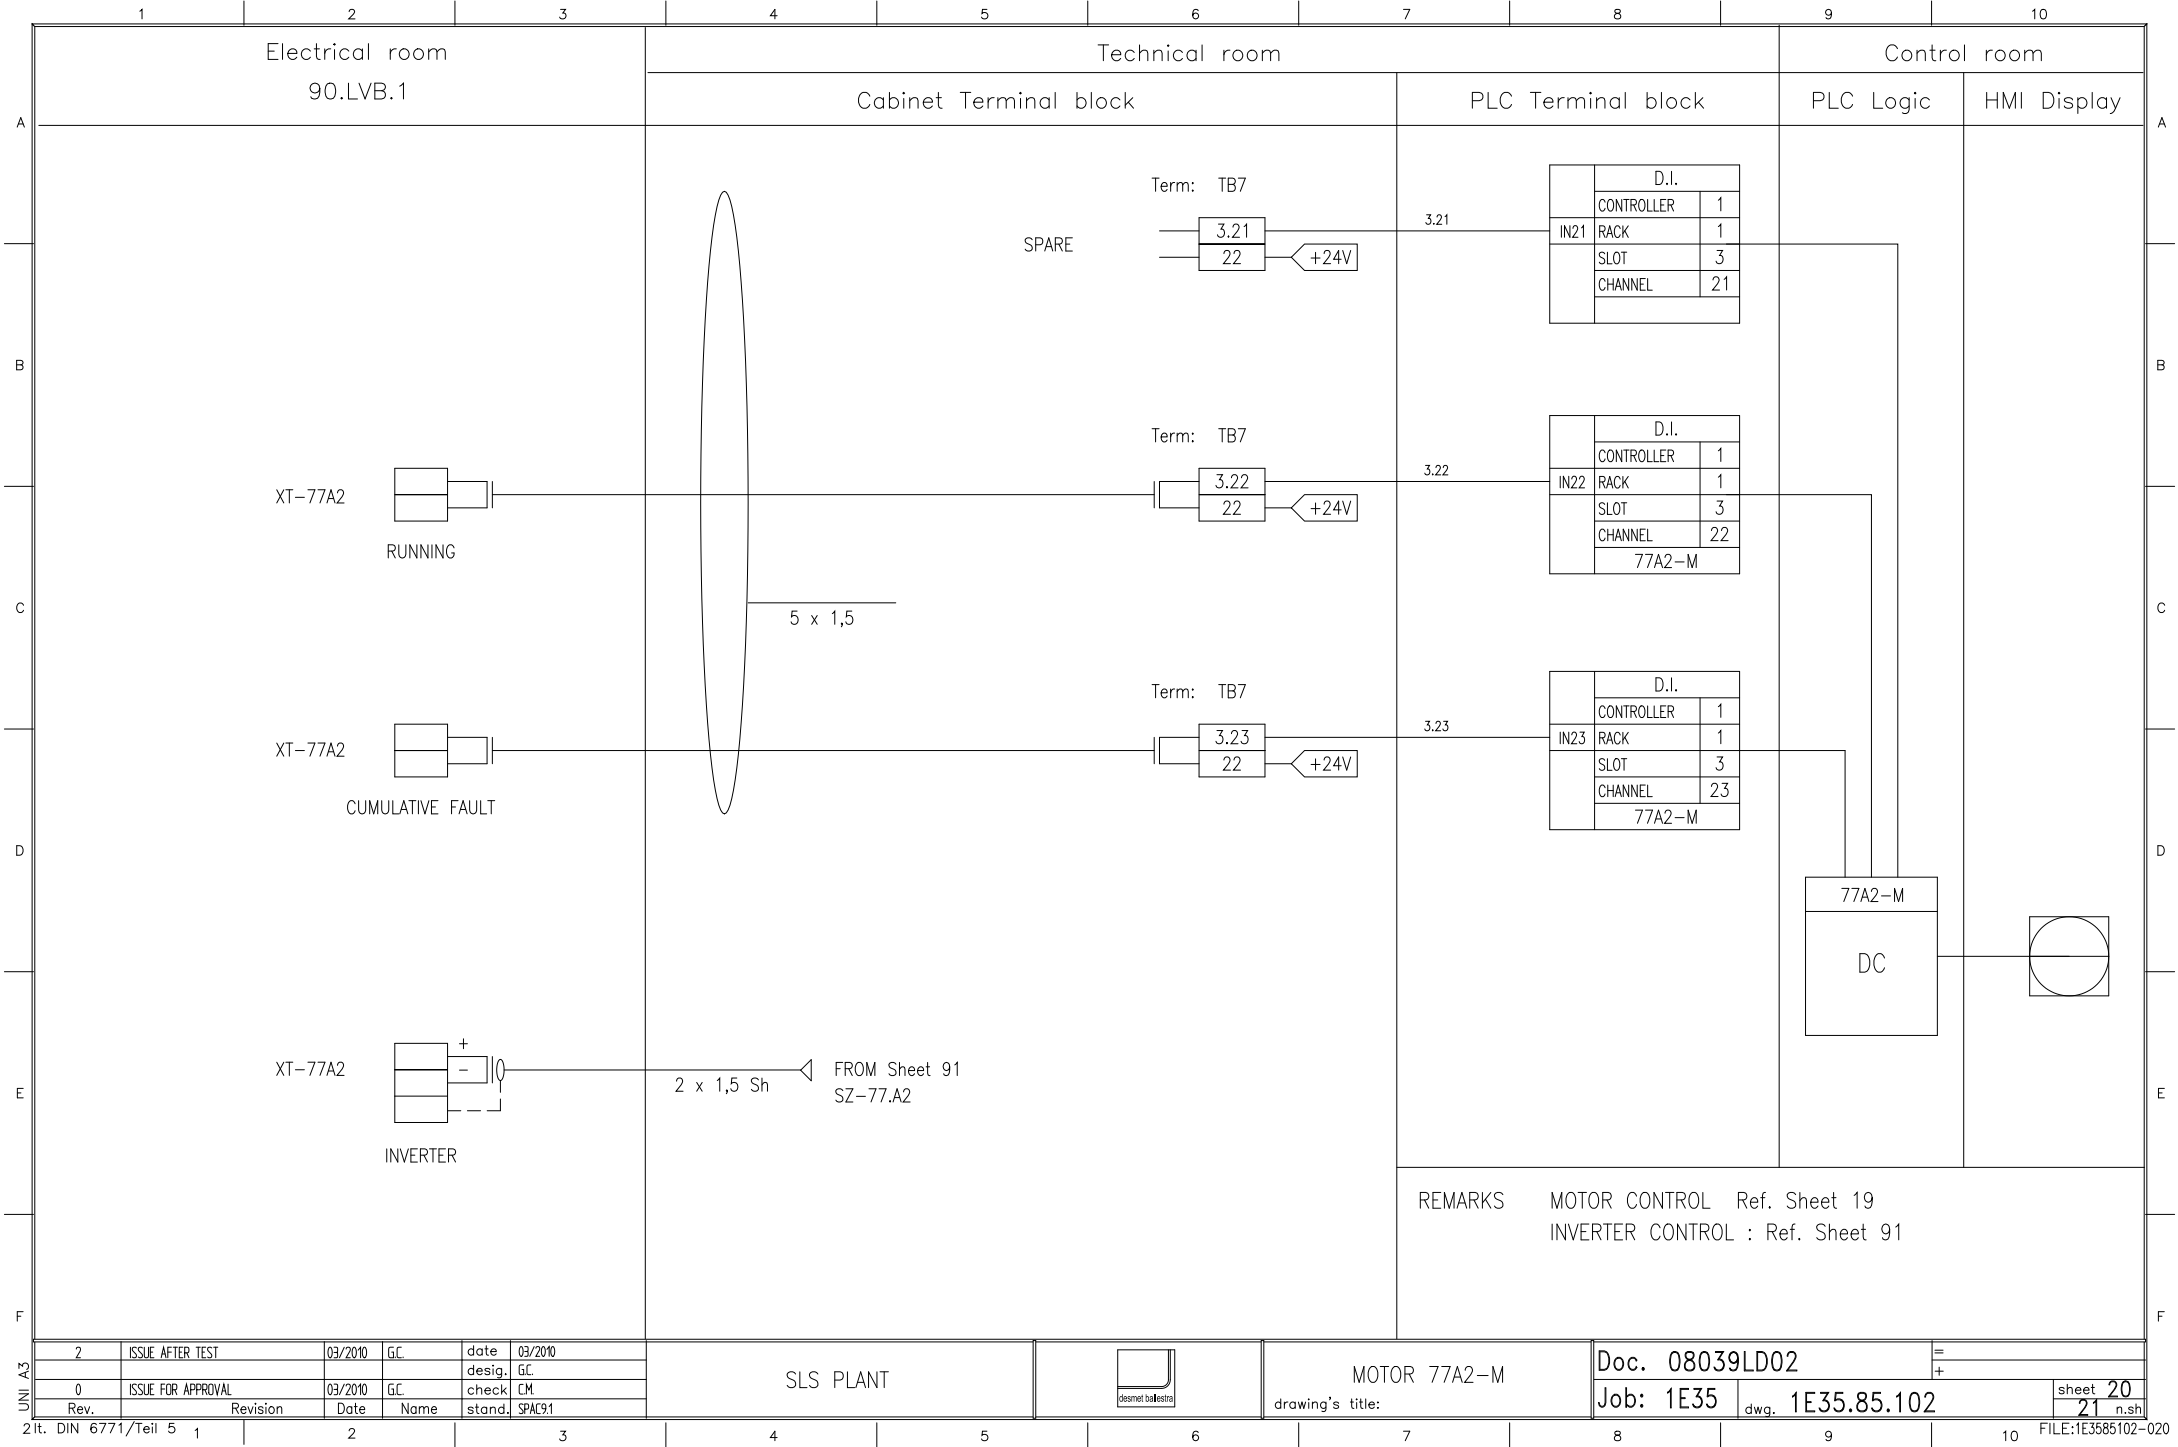 1 2 3 4 5 6 7 8 9 10
Electrical room
90.LVB.1
Technical room
Control room
Cabinet Terminal block
PLC Terminal block
PLC Logic
HMI Display
A
A
Term: TB7
SPARE
3.21
22
+24V
3.21
IN21
D.I.
CONTROLLER 1
RACK 1
SLOT 3
CHANNEL 21
B
B
XT-77A2
RUNNING
Term: TB7
3.22
22
+24V
3.22
IN22
D.I.
CONTROLLER 1
RACK 1
SLOT 3
CHANNEL 22
77A2-M
C
C
5 x 1,5
XT-77A2
CUMULATIVE FAULT
Term: TB7
3.23
22
+24V
3.23
IN23
D.I.
CONTROLLER 1
RACK 1
SLOT 3
CHANNEL 23
77A2-M
D
D
77A2-M
DC
XT-77A2
+
-
INVERTER
2 x 1,5 Sh
FROM Sheet 91
SZ-77.A2
E
E
REMARKS MOTOR CONTROL Ref. Sheet 19
INVERTER CONTROL : Ref. Sheet 91
F
F
UNI A3
2 ISSUE AFTER TEST 03/2010 G.C. date 03/2010
desig. G.C.
0 ISSUE FOR APPROVAL 03/2010 G.C. check C.M.
Rev. Revision Date Name stand. SPAC9.1
SLS PLANT
desmet ballestra
MOTOR 77A2-M
drawing's title:
Doc. 08039LD02
=
+
Job: 1E35
dwg. 1E35.85.102
sheet 20
21 n.sh
2lt. DIN 6771/Teil 5
1 2 3 4 5 6 7 8 9 10
FILE:1E3585102-020